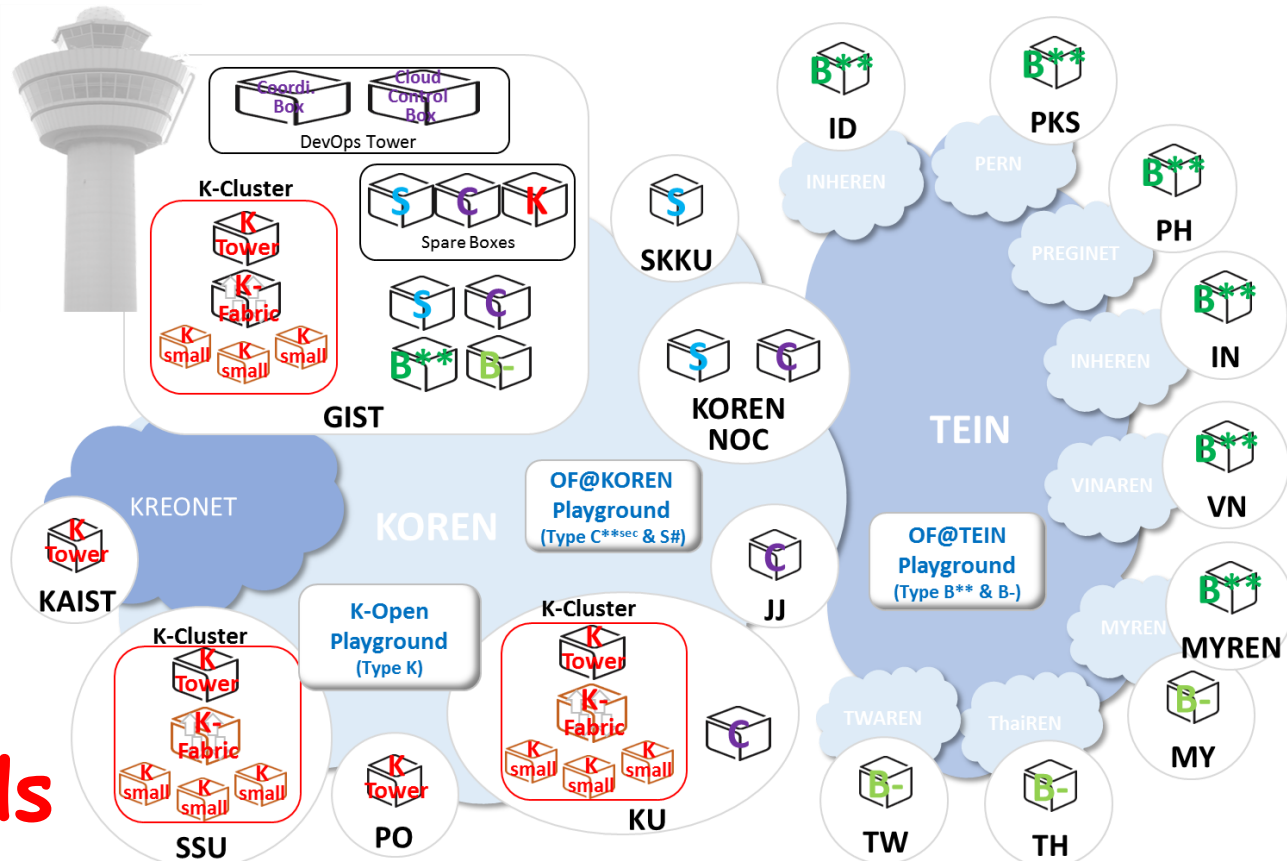 Coordi.
Box
Cloud
Control
Box
DevOps Tower
K-Cluster
K
Tower
K-
Fabric
K
small
K
small
K
small
S
C
K
Spare Boxes
S
C
B**
B-
GIST
S
SKKU
S
C
KOREN
NOC
KREONET
KOREN
K
Tower
KAIST
OF@KOREN
Playground
(Type C**sec & S#)
K-Open
Playground
(Type K)
C
JJ
K-Cluster
K
Tower
K-
Fabric
K
small
K
small
K
small
SSU
K
Tower
PO
K-Cluster
K
Tower
K-
Fabric
K
small
K
small
K
small
C
KU
TEIN
OF@TEIN
Playground
(Type B** & B-)
B**
ID
INHEREN
B**
PKS
PERN
B**
PH
PREGINET
B**
IN
INHEREN
B**
VN
VINAREN
B**
MYREN
MYREN
B-
MY
TWAREN
B-
TW
ThaiREN
B-
TH